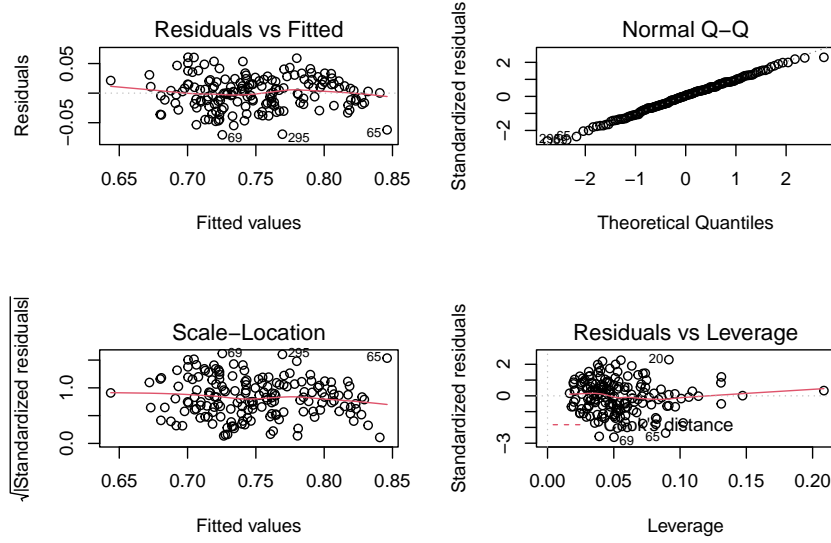 Residuals vs Fitted
Residuals
0.05
−0.05
69
295
65
0.65 0.70 0.75 0.80 0.85
Fitted values
Normal Q−Q
Standardized residuals
2
0
−2
65
−2 −1 0 1 2
Theoretical Quantiles
Scale−Location
√|Standardized residuals|
1.0
0.0
69
295
65
0.65 0.70 0.75 0.80 0.85
Fitted values
Residuals vs Leverage
Standardized residuals
2
0
−3
20
69
65
Cook's distance
0.00 0.05 0.10 0.15 0.20
Leverage